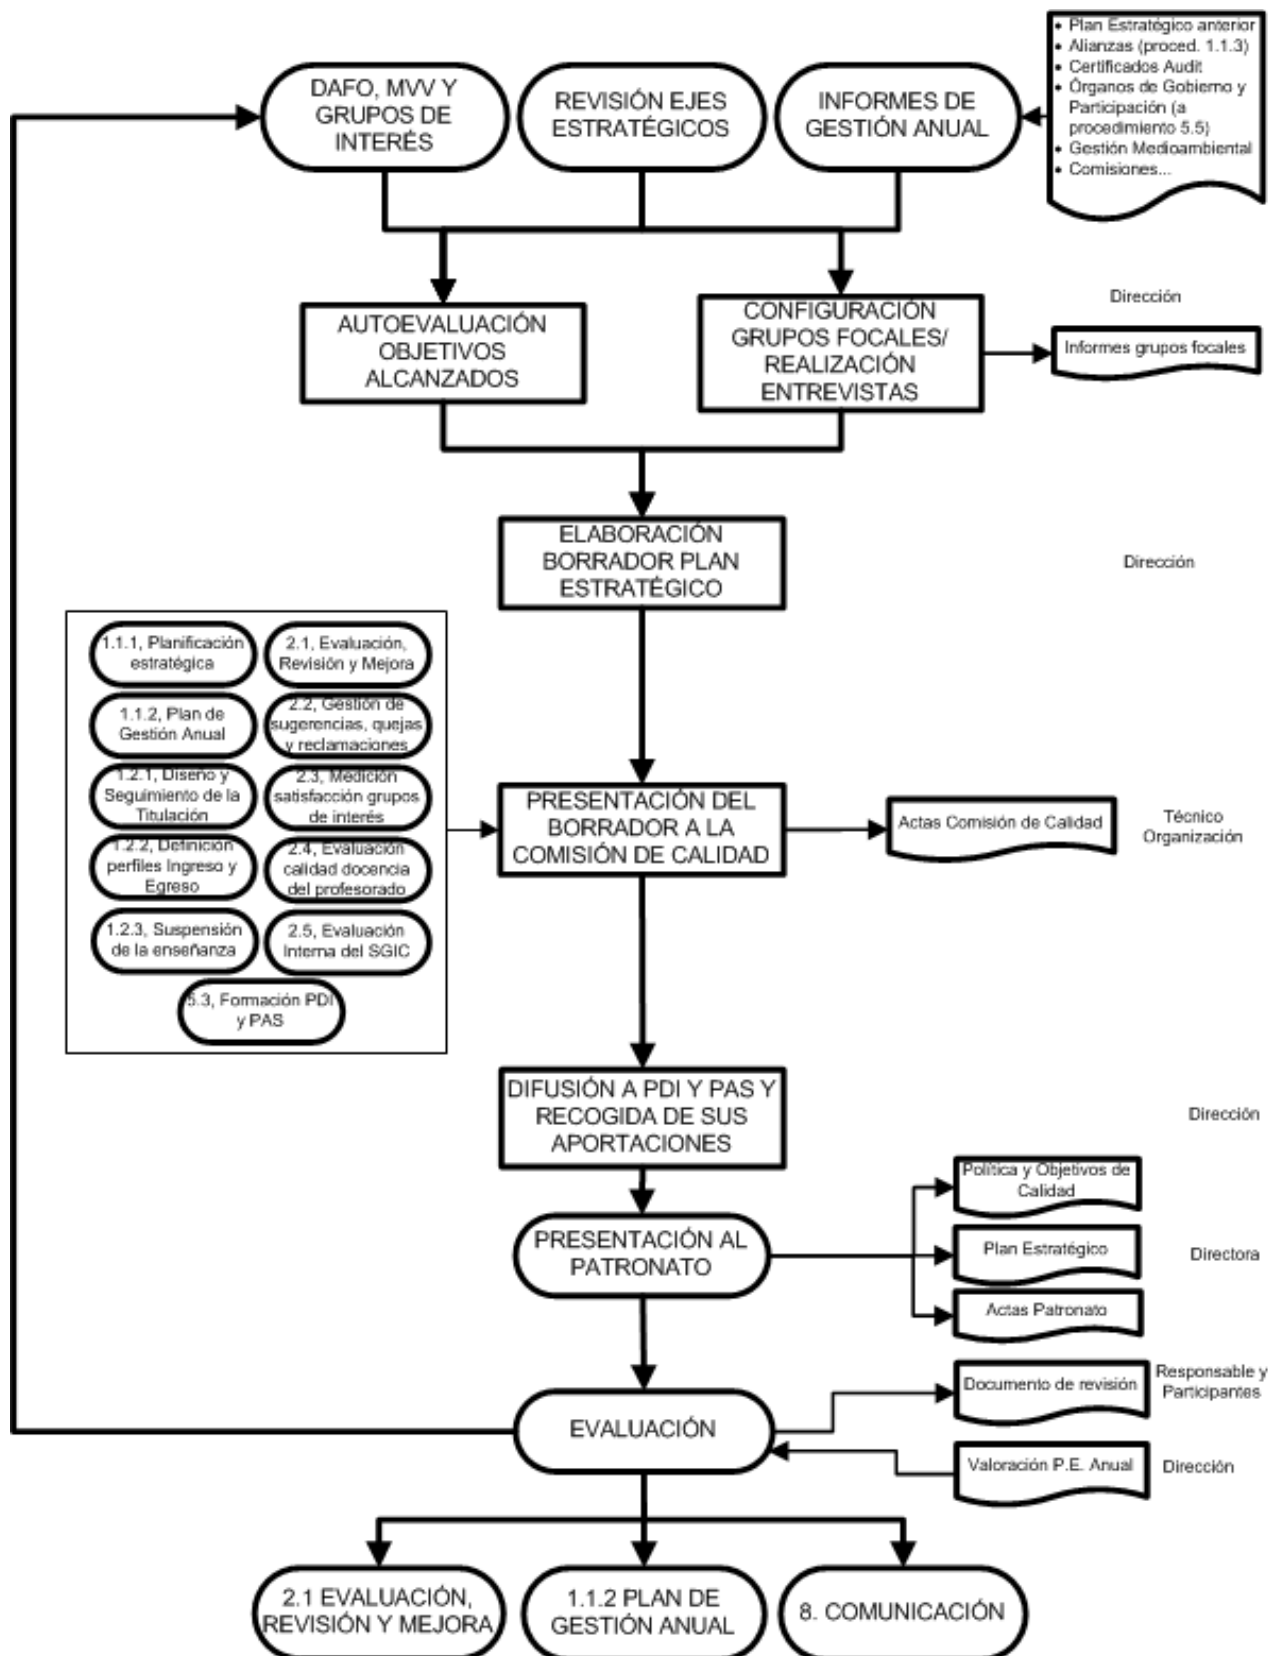 • Plan Estratégico anterior
• Alianzas (proced. 1.1.3)
• Certificados Audit
• Órganos de Gobierno y
Participación (a
procedimiento 5.5)
• Gestión Medioambiental
• Comisiones...
DAFO, MVV Y
GRUPOS DE
INTERÉS
REVISIÓN EJES
ESTRATÉGICOS
INFORMES DE
GESTIÓN ANUAL
AUTOEVALUACIÓN
OBJETIVOS
ALCANZADOS
CONFIGURACIÓN
GRUPOS FOCALES/
REALIZACIÓN
ENTREVISTAS
Dirección
Informes grupos focales
ELABORACIÓN
BORRADOR PLAN
ESTRATÉGICO
Dirección
1.1.1, Planificación
estratégica
2.1, Evaluación,
Revisión y Mejora
1.1.2, Plan de
Gestión Anual
2.2, Gestión de
sugerencias, quejas
y reclamaciones
1.2.1, Diseño y
Seguimiento de la
Titulación
2.3, Medición
satisfacción grupos
de interés
1.2.2, Definición
perfiles Ingreso y
Egreso
2.4, Evaluación
calidad docencia
del profesorado
1.2.3, Suspensión
de la enseñanza
2.5, Evaluación
Interna del SGIC
5.3, Formación PDI
y PAS
PRESENTACIÓN DEL
BORRADOR A LA
COMISIÓN DE CALIDAD
Actas Comisión de Calidad
Técnico
Organización
DIFUSIÓN A PDI Y PAS Y
RECOGIDA DE SUS
APORTACIONES
Dirección
PRESENTACIÓN AL
PATRONATO
Política y Objetivos de
Calidad
Plan Estratégico
Directora
Actas Patronato
EVALUACIÓN
Documento de revisión
Responsable y
Participantes
Valoración P.E. Anual
Dirección
2.1 EVALUACIÓN,
REVISIÓN Y MEJORA
1.1.2 PLAN DE
GESTIÓN ANUAL
8. COMUNICACIÓN